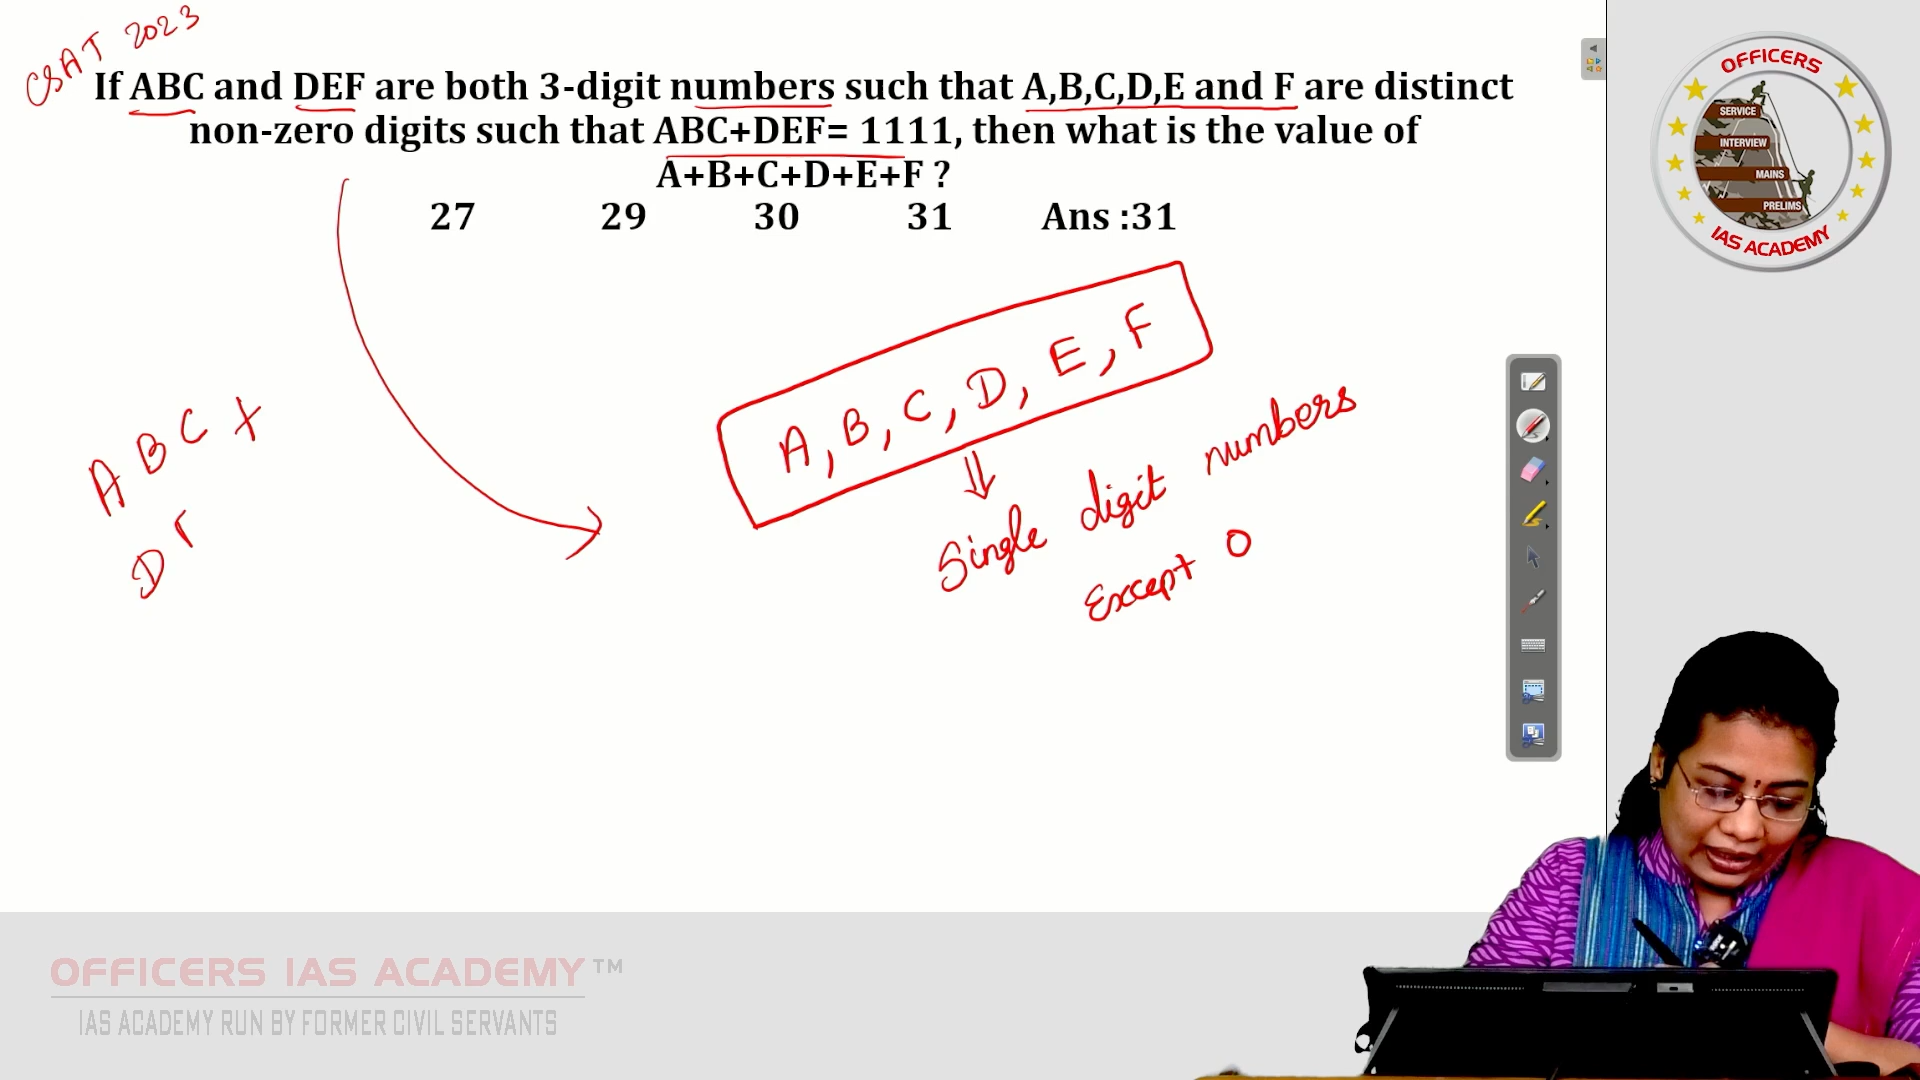 CSAT 2023
If ABC and DEF are both 3-digit numbers such that A,B,C,D,E and F are distinct
non-zero digits such that ABC+DEF= 1111, then what is the value of
A+B+C+D+E+F ?
27 29 30 31 Ans :31
A, B, C, D, E, F
⇓
Single digit numbers
Except 0
A B C +
D
OFFICERS
SERVICE
INTERVIEW
MAINS
PRELIMS
IAS ACADEMY
OFFICERS IAS ACADEMY™
IAS ACADEMY RUN BY FORMER CIVIL SERVANTS